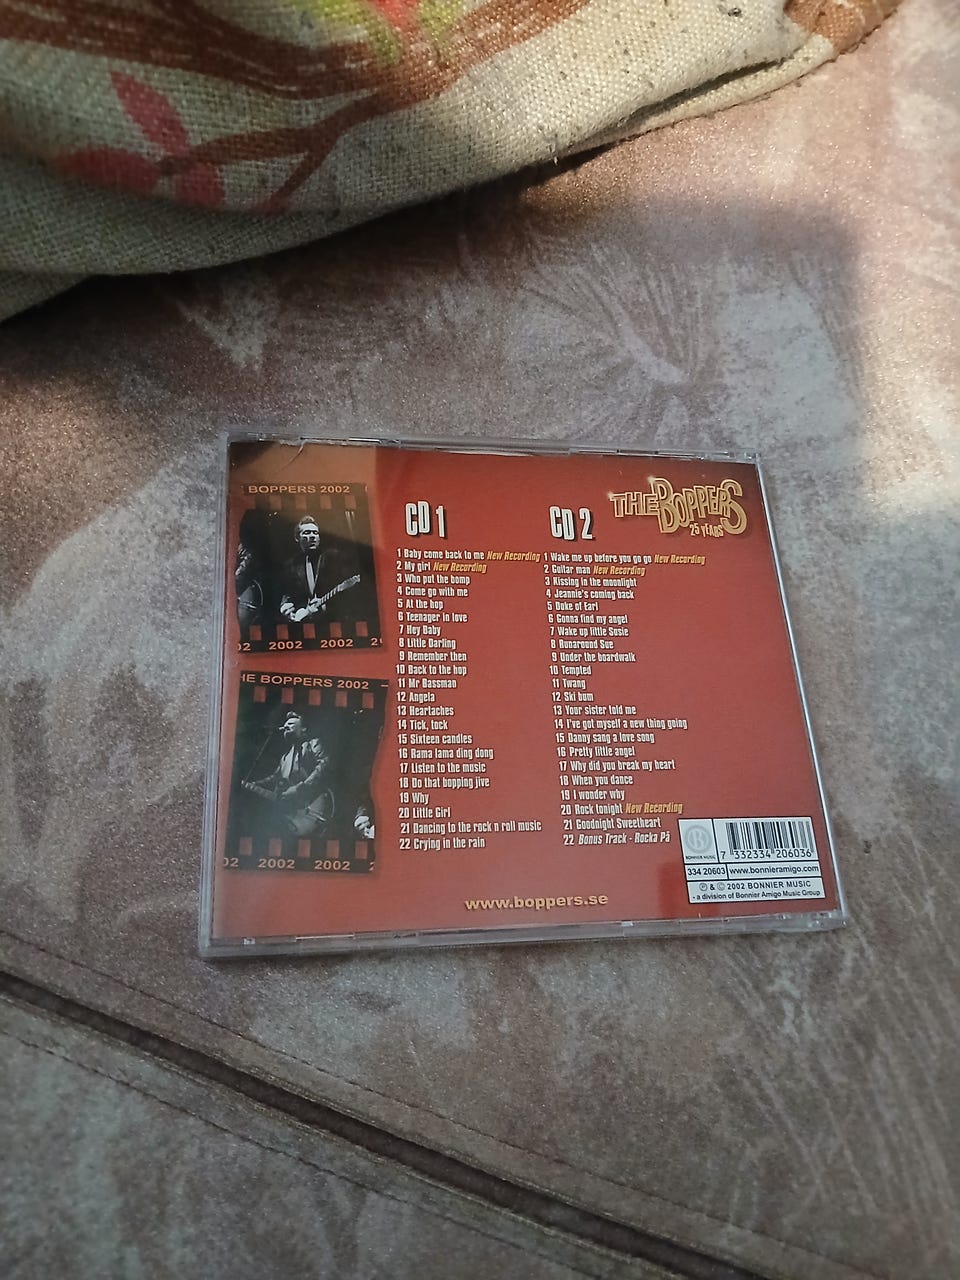 BOPPERS 2002
2002 2002
THE BOPPERS 2002
2002 2002
THE BOPPERS
25 YEARS
CD 1
1 Baby come back to me New Recording
2 My girl New Recording
3 Who put the bomp
4 Come go with me
5 At the hop
6 Teenager in love
7 Hey Baby
8 Little Darling
9 Remember then
10 Back to the hop
11 Mr Bassman
12 Angela
13 Heartaches
14 Tick, tock
15 Sixteen candles
16 Rama lama ding dong
17 Listen to the music
18 Do that bopping jive
19 Why
20 Little Girl
21 Dancing to the rock n roll music
22 Crying in the rain
CD 2
1 Wake me up before you go go New Recording
2 Guitar man New Recording
3 Kissing in the moonlight
4 Jeannie's coming back
5 Duke of Earl
6 Gonna find my angel
7 Wake up little Susie
8 Runaround Sue
9 Under the boardwalk
10 Tempted
11 Twang
12 Ski bum
13 Your sister told me
14 I've got myself a new thing going
15 Danny sang a love song
16 Pretty little angel
17 Why did you break my heart
18 When you dance
19 I wonder why
20 Rock tonight New Recording
21 Goodnight Sweetheart
22 Bonus Track - Rocka På
www.boppers.se
BONNIER MUSIC
7 332334 206036
334 20603 www.bonnieramigo.com
℗ & © 2002 BONNIER MUSIC
- a division of Bonnier Amigo Music Group